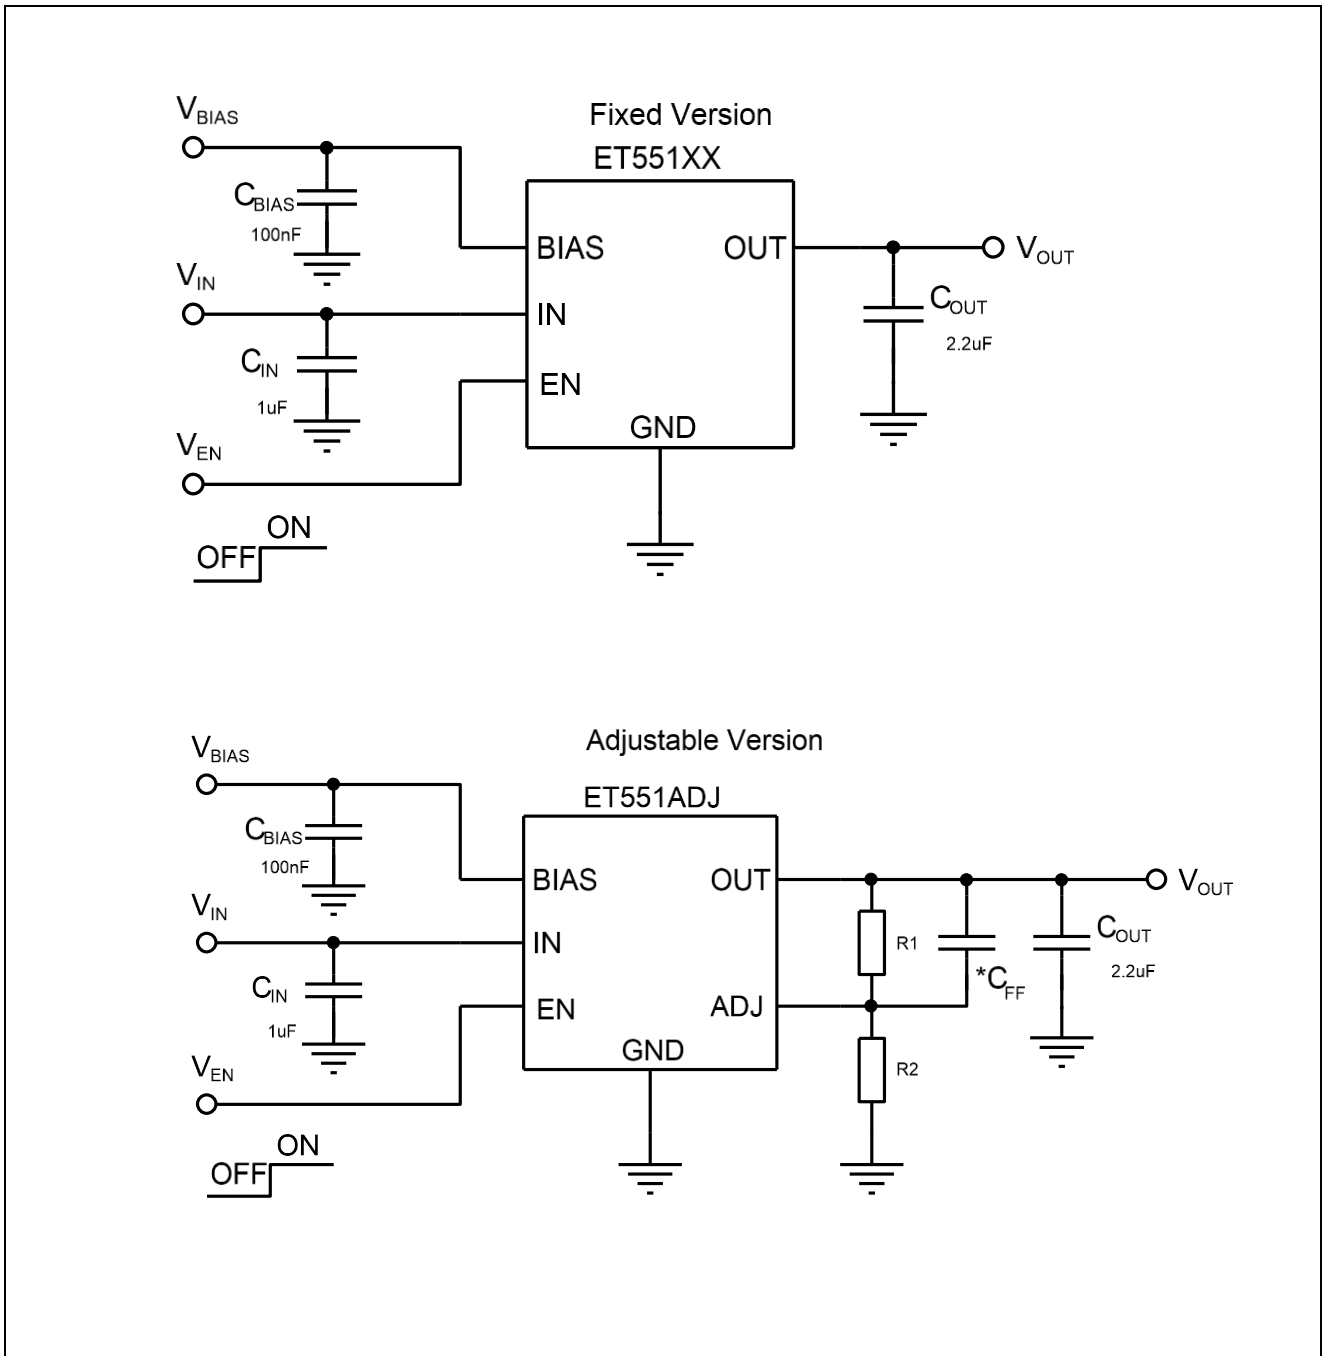 Fixed Version
ET551XX
VBIAS
CBIAS
100nF
BIAS
OUT
VOUT
VIN
IN
COUT
2.2uF
CIN
1uF
EN
GND
VEN
ON
OFF
Adjustable Version
ET551ADJ
VBIAS
CBIAS
100nF
BIAS
OUT
VOUT
VIN
IN
R1
COUT
2.2uF
*CFF
CIN
1uF
EN
ADJ
GND
R2
VEN
ON
OFF